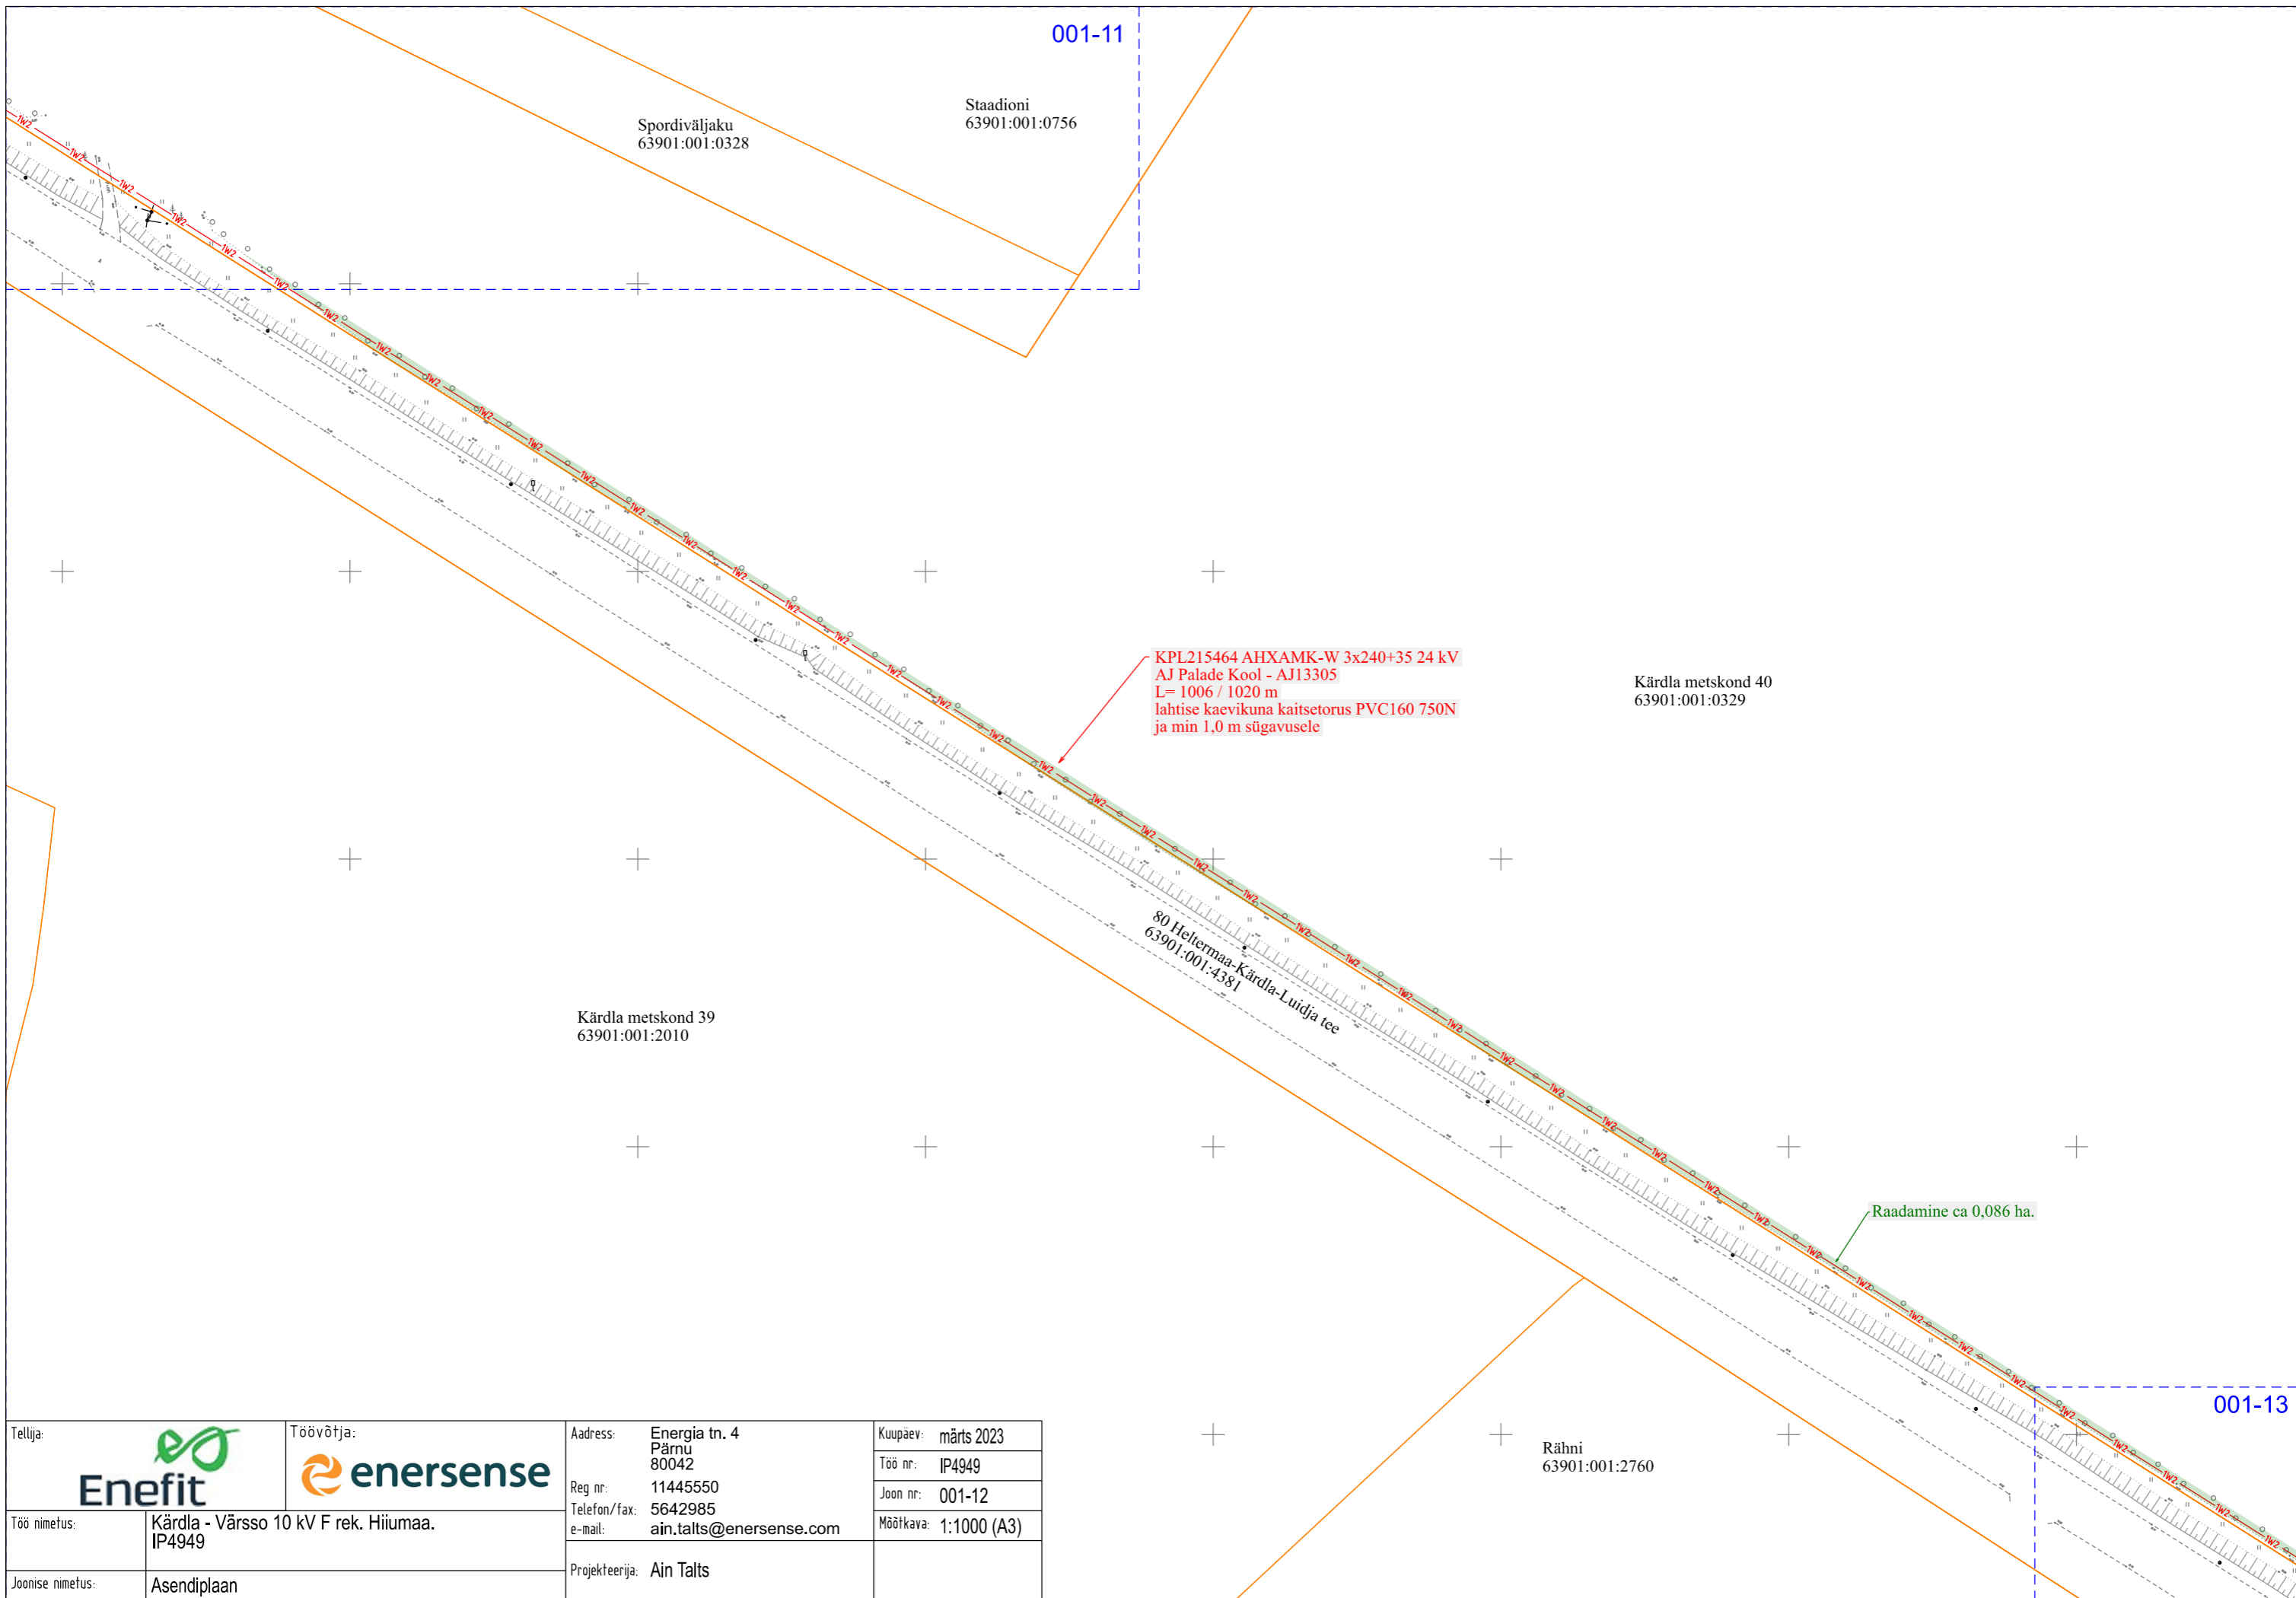 001-11
Staadioni
63901:001:0756
Spordiväljaku
63901:001:0328
KPL215464 AHXAMK-W 3x240+35 24 kV
AJ Palade Kool - AJ13305
L= 1006 / 1020 m
lahtise kaevikuna kaitsetorus PVC160 750N
ja min 1,0 m sügavusele
Kärdla metskond 40
63901:001:0329
80 Heltermaa-Kärdla-Luidja tee
63901:001:4381
Kärdla metskond 39
63901:001:2010
Raadamine ca 0,086 ha.
001-13
Rähni
63901:001:2760
1W2
Tellija:
Enefit
Töövõtja:
enersense
Aadress: Energia tn. 4
Pärnu
80042
Reg nr: 11445550
Telefon/fax: 5642985
e-mail: ain.talts@enersense.com
Kuupäev: märts 2023
Töö nr: IP4949
Joon nr: 001-12
Mõõtkava: 1:1000 (A3)
Töö nimetus: Kärdla - Värsso 10 kV F rek. Hiiumaa.
IP4949
Projekteerija: Ain Talts
Joonise nimetus: Asendiplaan